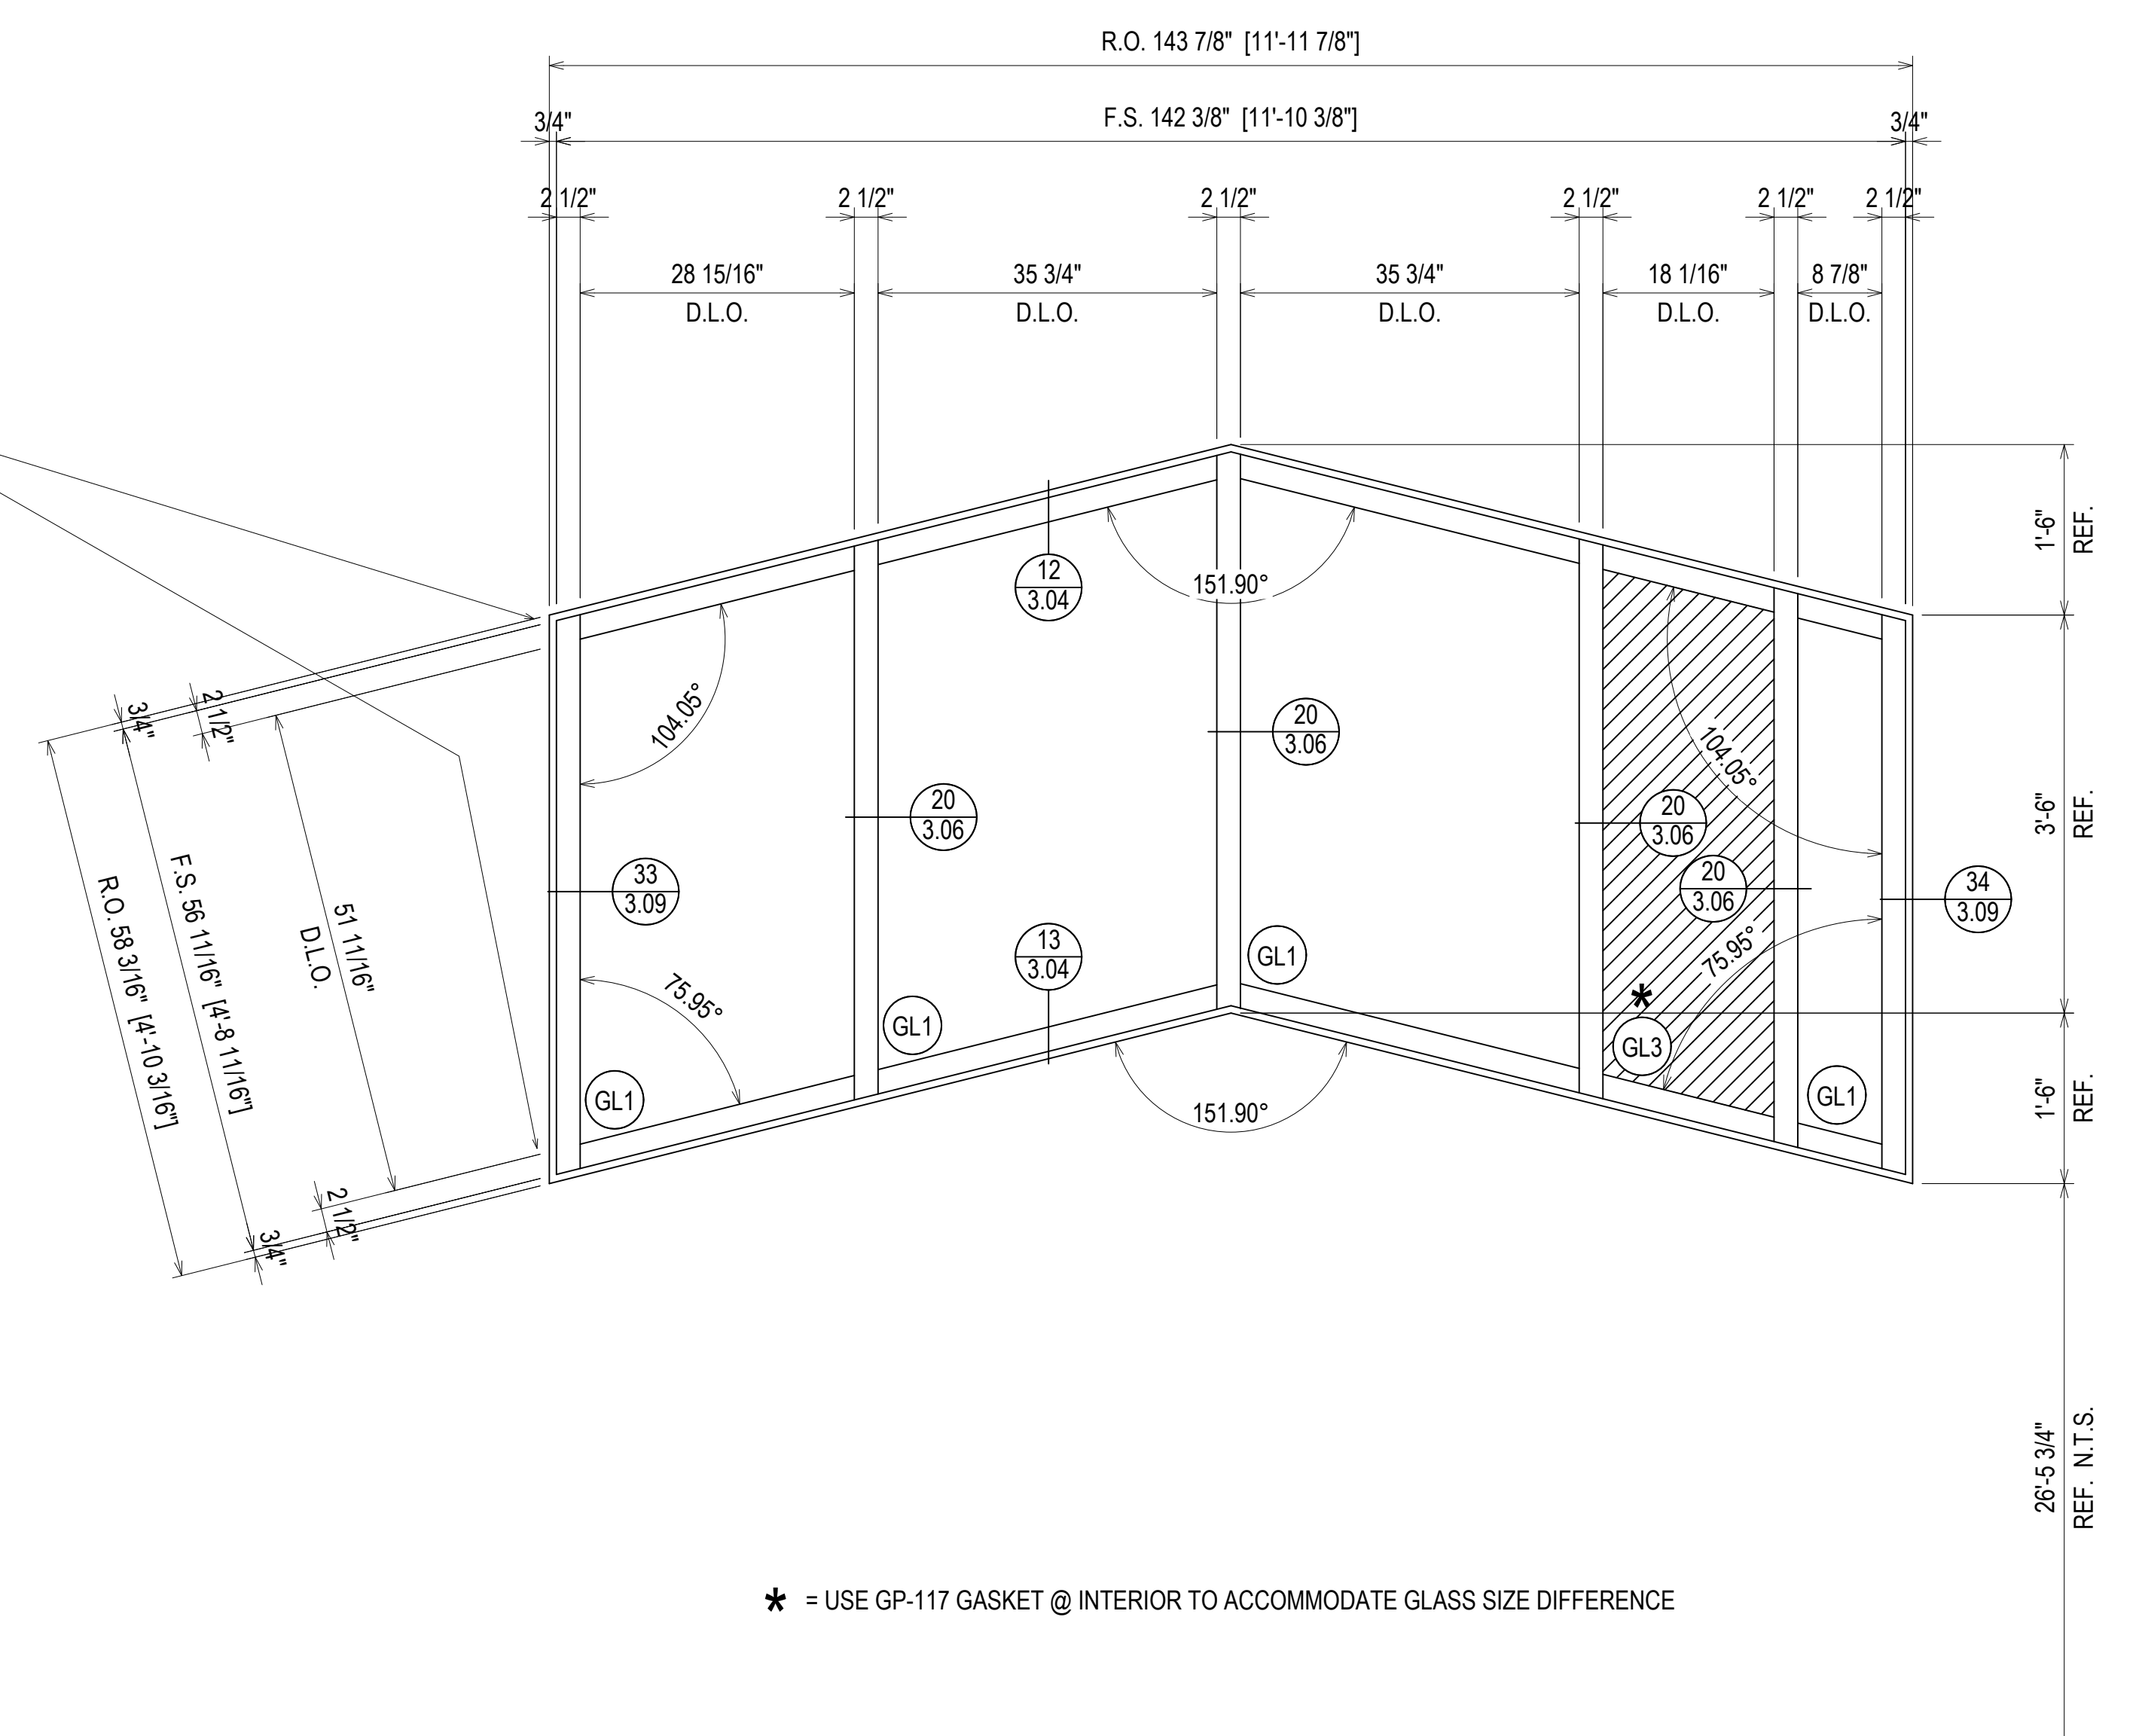 R.O. 143 7/8" [11'-11 7/8"]
F.S. 142 3/8" [11'-10 3/8"]
3/4"
3/4"
2 1/2"
2 1/2"
2 1/2"
2 1/2"
2 1/2"
2 1/2"
28 15/16"
D.L.O.
35 3/4"
D.L.O.
35 3/4"
D.L.O.
18 1/16"
D.L.O.
8 7/8"
D.L.O.
1'-6"
REF.
12
3.04
151.90°
104.05°
104.05°
3/4"
2 1/2"
20
3.06
20
3.06
20
3.06
20
3.06
3'-6"
REF.
33
3.09
34
3.09
R.O. 58 3/16" [4'-10 3/16"]
F.S. 56 11/16" [4'-8 11/16"]
51 11/16"
D.L.O.
13
3.04
75.95°
75.95°
GL1
GL1
GL1
*
GL3
GL1
151.90°
1'-6"
REF.
2 1/2"
3/4"
26'-5 3/4"
REF. N.T.S.
* = USE GP-117 GASKET @ INTERIOR TO ACCOMMODATE GLASS SIZE DIFFERENCE